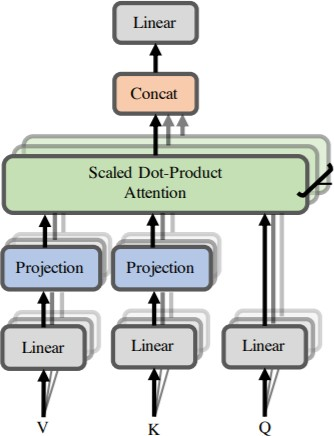 Linear
Concat
Scaled Dot-Product
Attention
Projection
Projection
Linear
Linear
Linear
V
K
Q